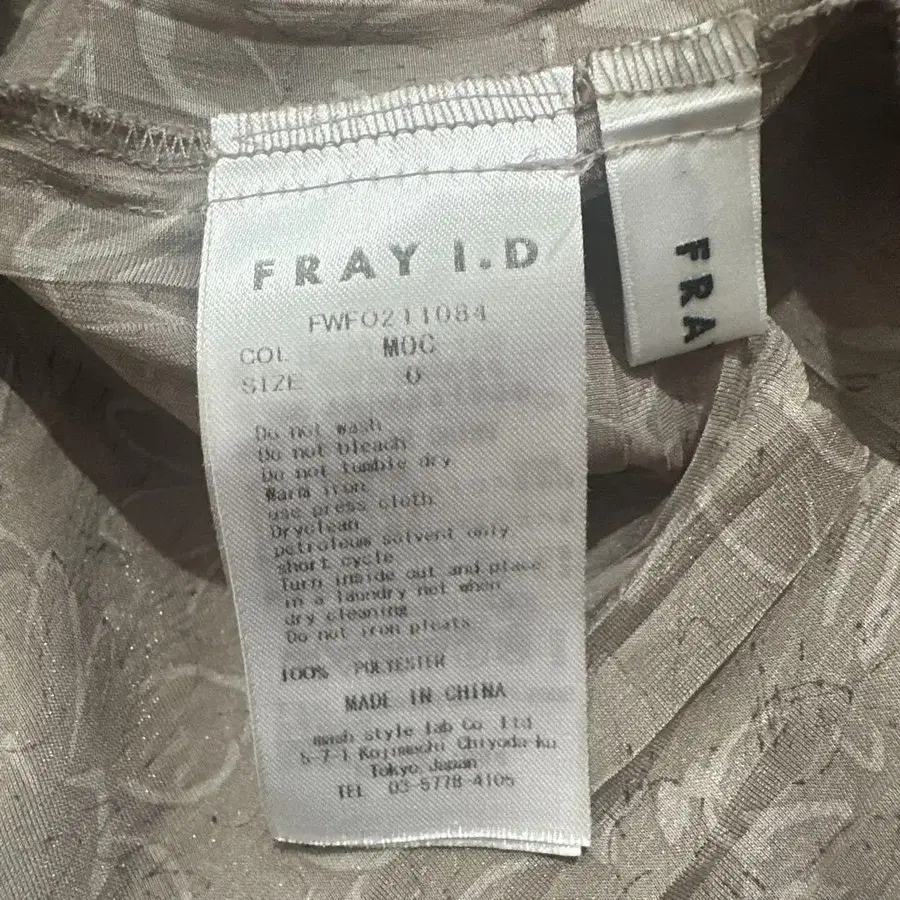 FRAY I.D
FWFO211084
COL MOC
SIZE 0
Do not wash
Do not bleach
Do not tumble dry
Warm iron
use press cloth
Dryclean
petroleum solvent only
short cycle
Turn inside out and place
in a laundry net when
dry cleaning
Do not iron pleats
100% POLYESTER
MADE IN CHINA
mash style lab Co ltd
5-7-1 Kojimachi Chiyoda-ku
Tokyo Japan
TEL 03-5778-4105
FRA